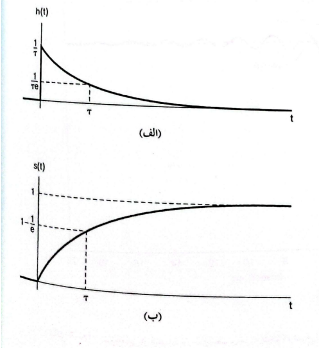 h(t)
1/τ
1/τe
τ
t
(الف)
s(t)
1
1-1/e
τ
t
(ب)